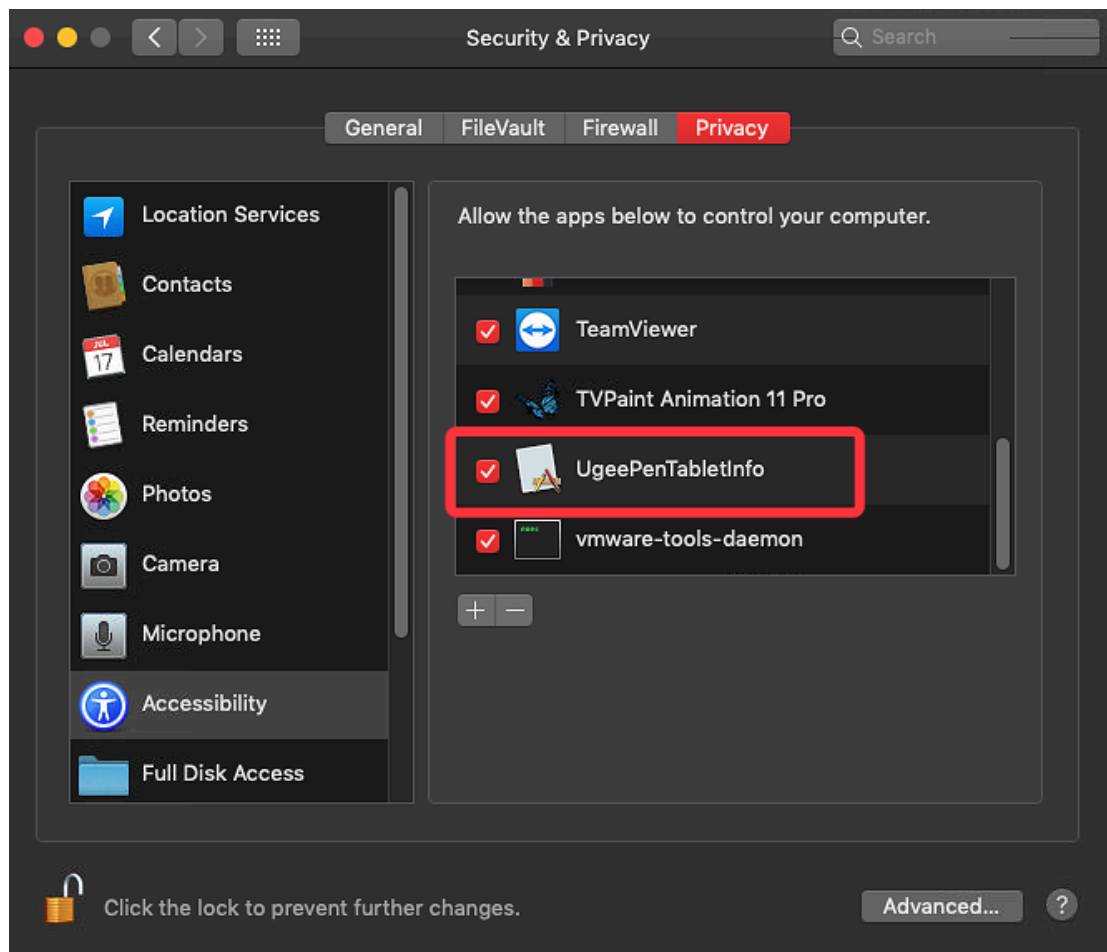 Security & Privacy
Search
General FileVault Firewall Privacy
Location Services
Contacts
JUL
17
Calendars
Reminders
Photos
Camera
Microphone
Accessibility
Full Disk Access
Allow the apps below to control your computer.
TeamViewer
TVPaint Animation 11 Pro
UgeePenTabletInfo
vmware-tools-daemon
Click the lock to prevent further changes.
Advanced...
?